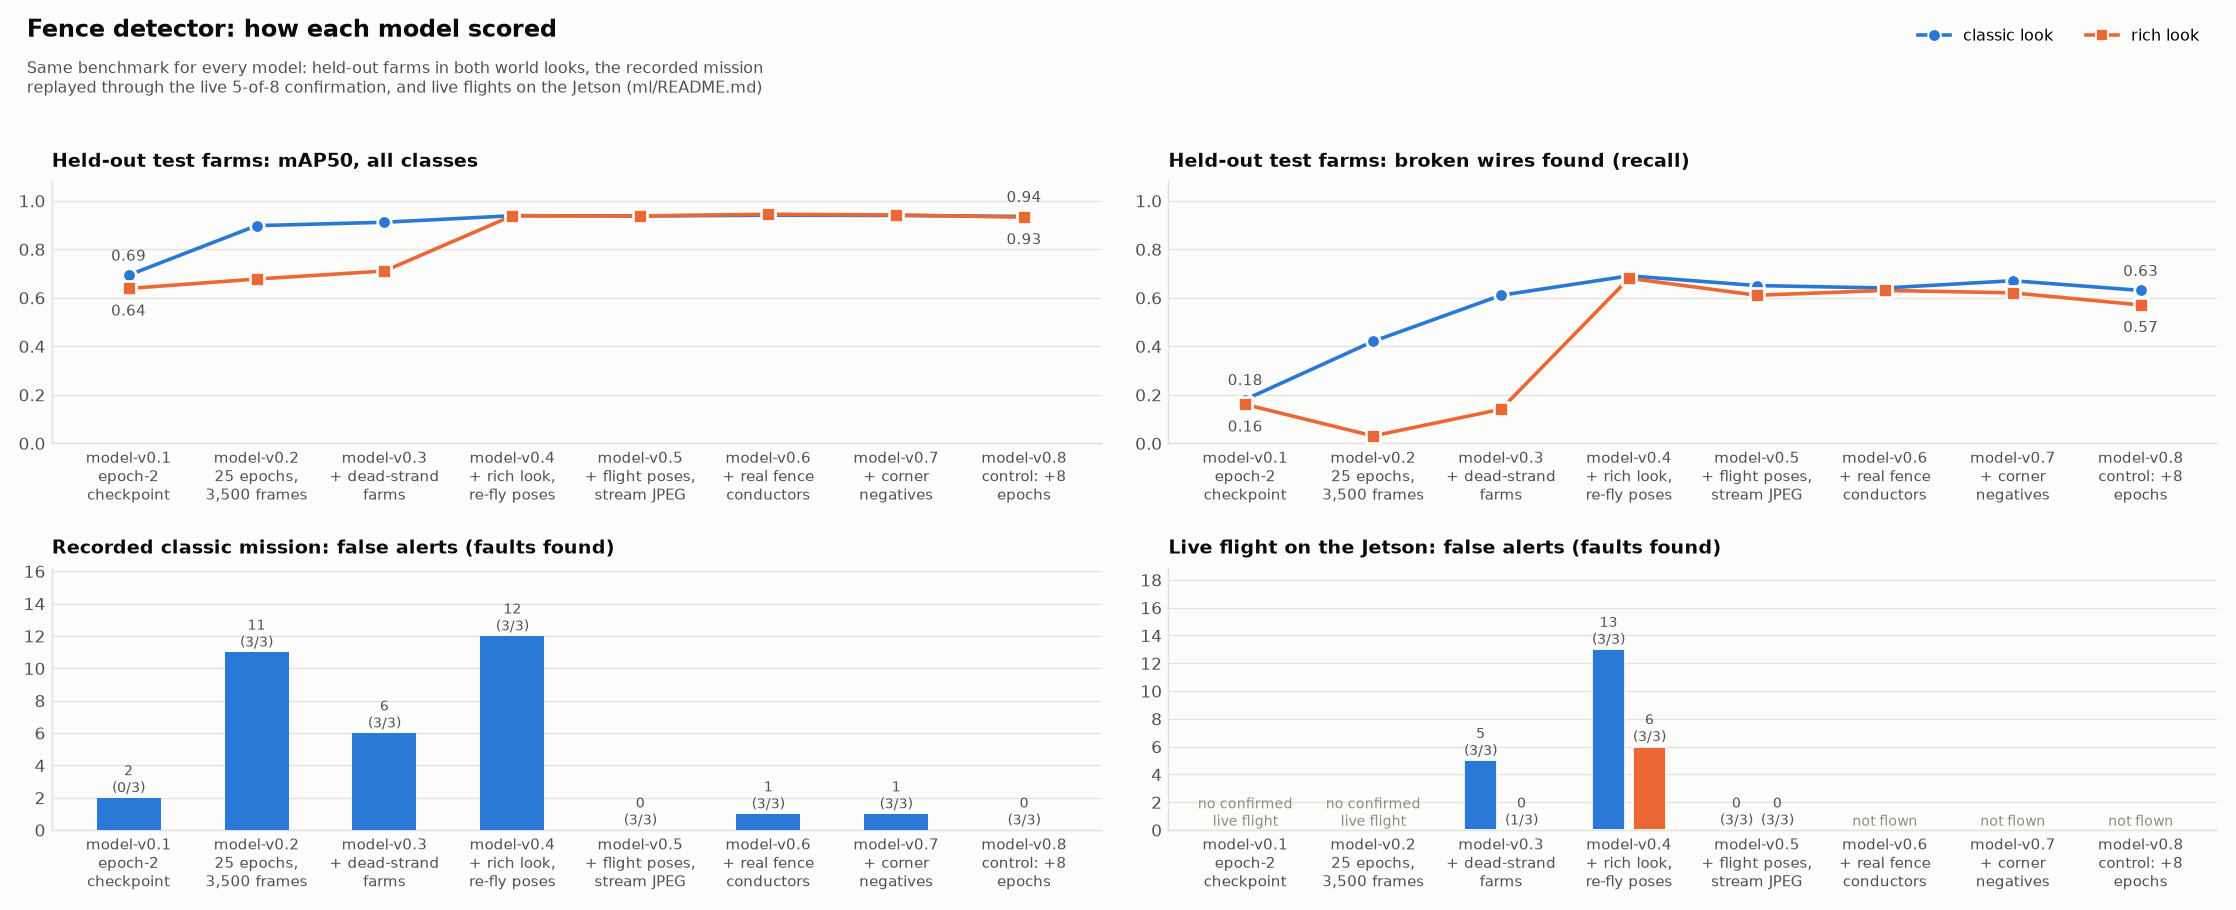 Fence detector: how each model scored
classic look
rich look
Same benchmark for every model: held-out farms in both world looks, the recorded mission
replayed through the live 5-of-8 confirmation, and live flights on the Jetson (ml/README.md)
Held-out test farms: mAP50, all classes
1.0
0.8
0.6
0.4
0.2
0.0
0.69
0.64
0.94
0.93
model-v0.1
epoch-2
checkpoint
model-v0.2
25 epochs,
3,500 frames
model-v0.3
+ dead-strand
farms
model-v0.4
+ rich look,
re-fly poses
model-v0.5
+ flight poses,
stream JPEG
model-v0.6
+ real fence
conductors
model-v0.7
+ corner
negatives
model-v0.8
control: +8
epochs
Held-out test farms: broken wires found (recall)
1.0
0.8
0.6
0.4
0.2
0.0
0.18
0.16
0.63
0.57
model-v0.1
epoch-2
checkpoint
model-v0.2
25 epochs,
3,500 frames
model-v0.3
+ dead-strand
farms
model-v0.4
+ rich look,
re-fly poses
model-v0.5
+ flight poses,
stream JPEG
model-v0.6
+ real fence
conductors
model-v0.7
+ corner
negatives
model-v0.8
control: +8
epochs
Recorded classic mission: false alerts (faults found)
16
14
12
10
8
6
4
2
0
2
(0/3)
11
(3/3)
6
(3/3)
12
(3/3)
0
(3/3)
1
(3/3)
1
(3/3)
0
(3/3)
model-v0.1
epoch-2
checkpoint
model-v0.2
25 epochs,
3,500 frames
model-v0.3
+ dead-strand
farms
model-v0.4
+ rich look,
re-fly poses
model-v0.5
+ flight poses,
stream JPEG
model-v0.6
+ real fence
conductors
model-v0.7
+ corner
negatives
model-v0.8
control: +8
epochs
Live flight on the Jetson: false alerts (faults found)
18
16
14
12
10
8
6
4
2
0
no confirmed
live flight
no confirmed
live flight
5
(3/3)
0
(1/3)
13
(3/3)
6
(3/3)
0
(3/3)
0
(3/3)
not flown
not flown
not flown
model-v0.1
epoch-2
checkpoint
model-v0.2
25 epochs,
3,500 frames
model-v0.3
+ dead-strand
farms
model-v0.4
+ rich look,
re-fly poses
model-v0.5
+ flight poses,
stream JPEG
model-v0.6
+ real fence
conductors
model-v0.7
+ corner
negatives
model-v0.8
control: +8
epochs